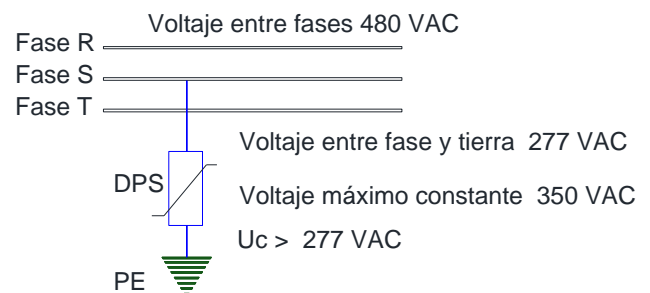 Voltaje entre fases 480 VAC
Fase R
Fase S
Fase T
Voltaje entre fase y tierra 277 VAC
DPS
Voltaje máximo constante 350 VAC
Uc > 277 VAC
PE